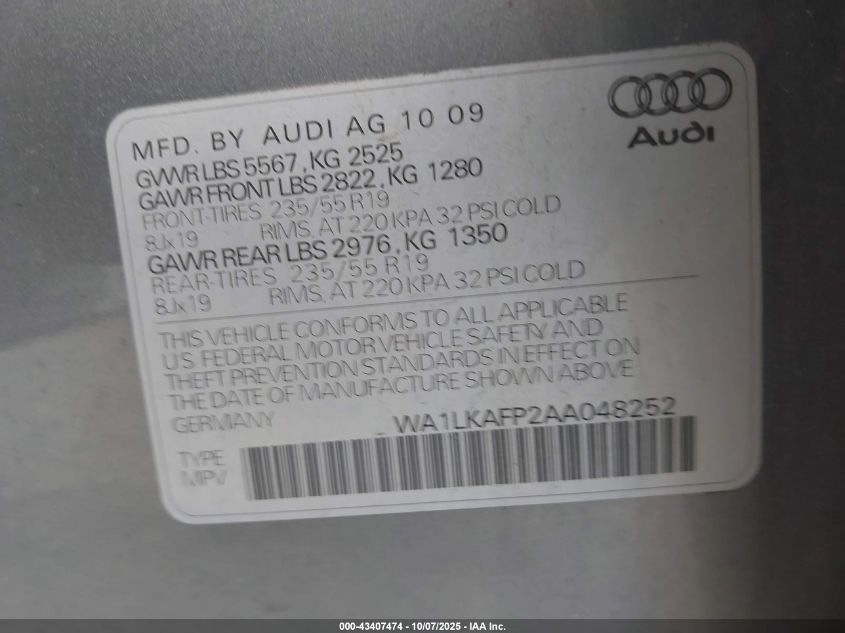 Audi
MFD. BY AUDI AG 10 09
GVWR LBS 5567, KG 2525
GAWR FRONT LBS 2822, KG 1280
FRONT-TIRES 235/55 R19
8Jx19 RIMS, AT 220 KPA 32 PSI COLD
GAWR REAR LBS 2976, KG 1350
REAR-TIRES 235/55 R19
8Jx19 RIMS, AT 220 KPA 32 PSI COLD
THIS VEHICLE CONFORMS TO ALL APPLICABLE
U.S. FEDERAL MOTOR VEHICLE SAFETY AND
THEFT PREVENTION STANDARDS IN EFFECT ON
THE DATE OF MANUFACTURE SHOWN ABOVE
GERMANY WA1LKAFP2AA048252
TYPE
MPV
000-43407474 - 10/07/2025 - IAA Inc.